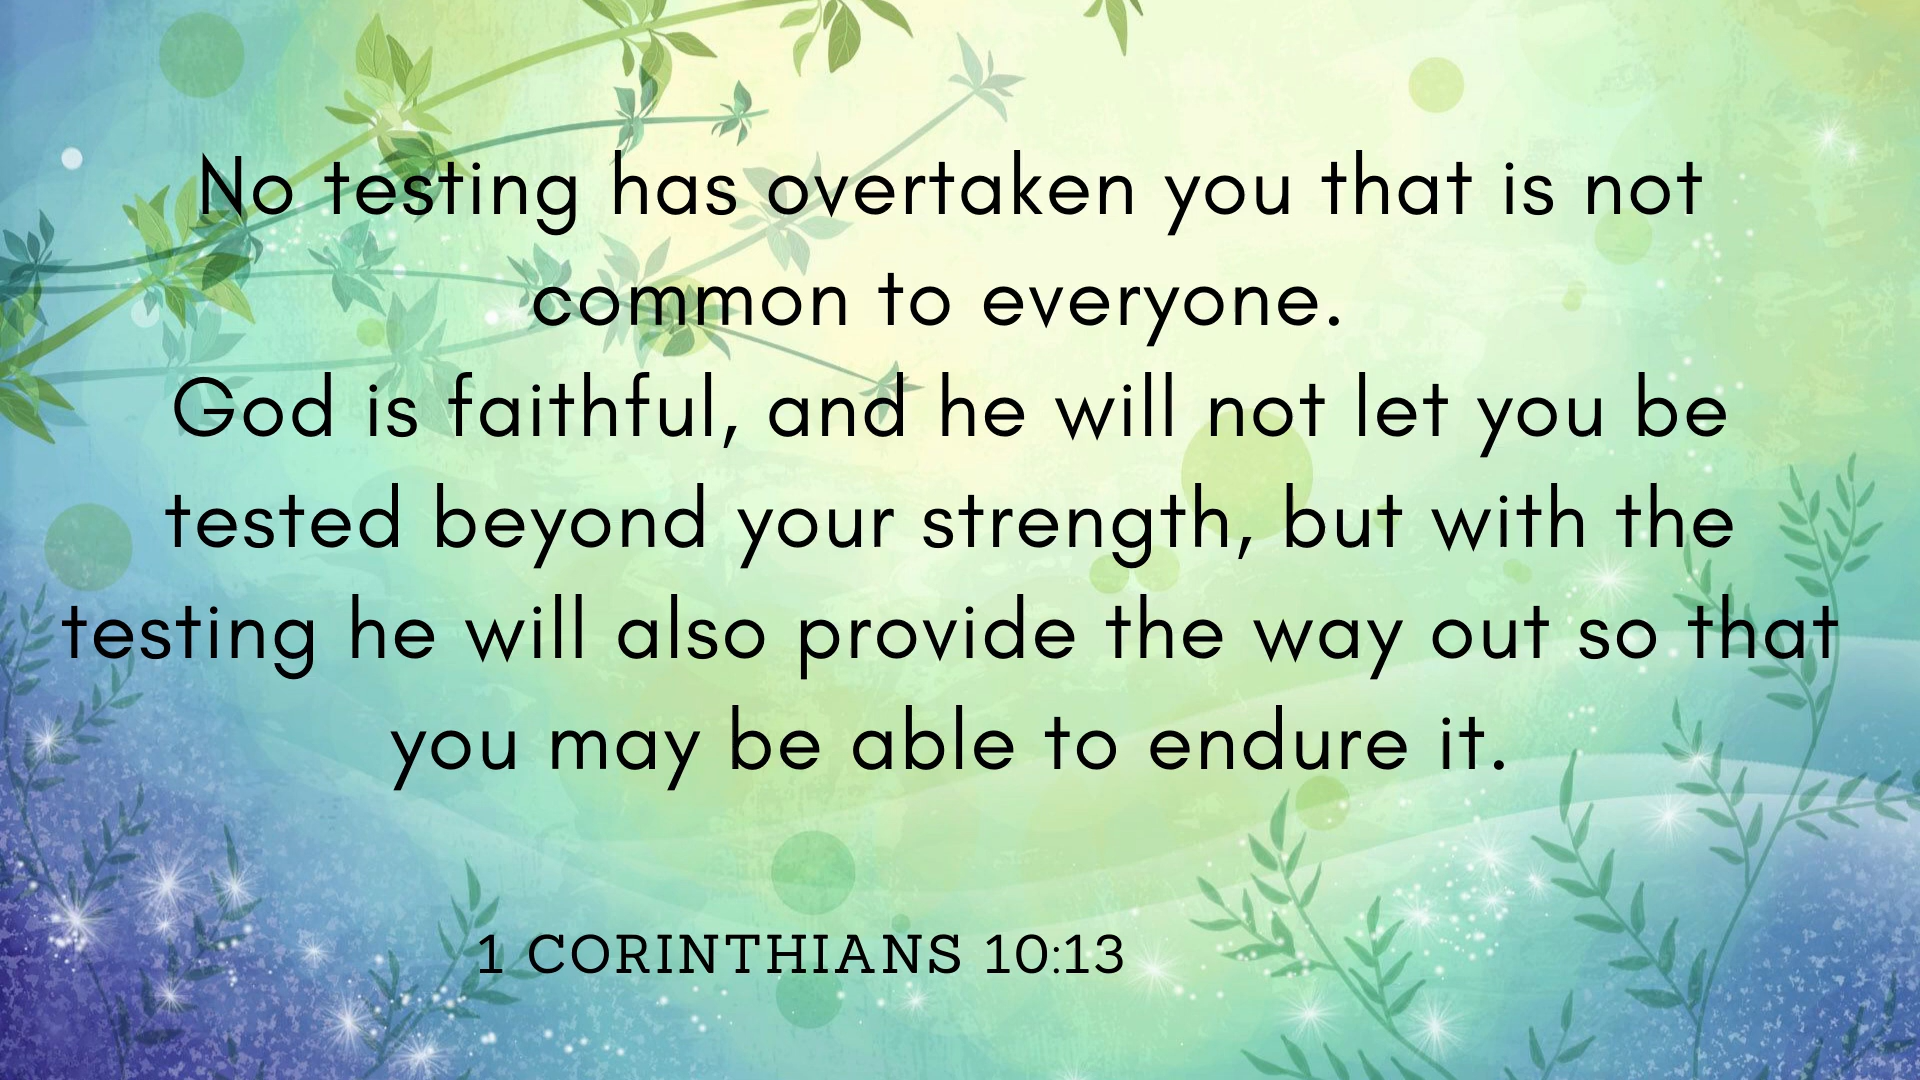 No testing has overtaken you that is not
common to everyone.
God is faithful, and he will not let you be
tested beyond your strength, but with the
testing he will also provide the way out so that
you may be able to endure it.
1 CORINTHIANS 10:13